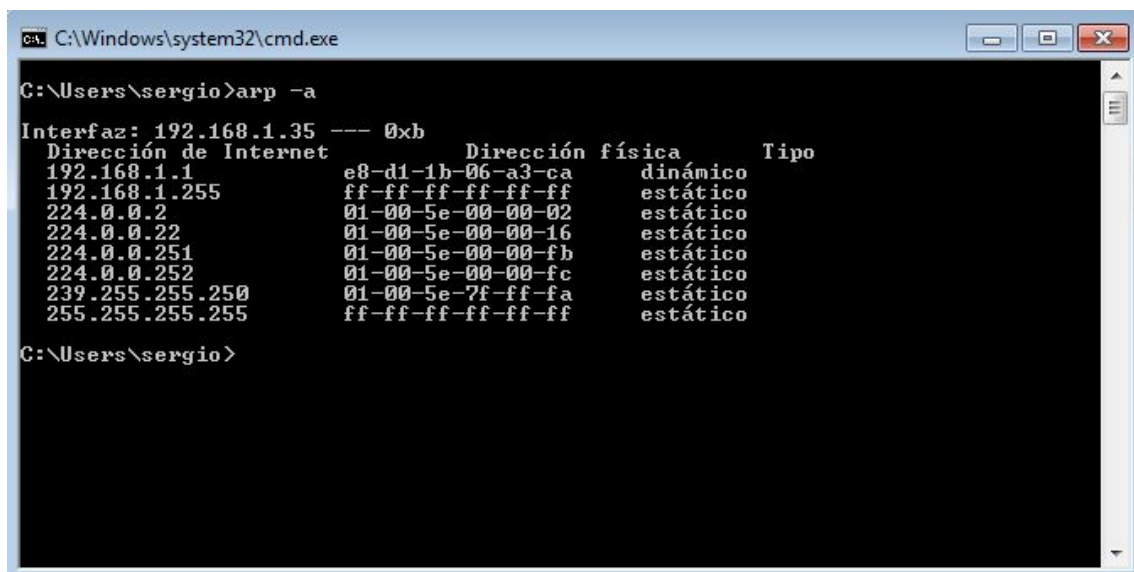 C:\Windows\system32\cmd.exe
C:\Users\sergio>arp -a
Interfaz: 192.168.1.35 --- 0xb
Dirección de Internet Dirección física Tipo
192.168.1.1 e8-d1-1b-06-a3-ca dinámico
192.168.1.255 ff-ff-ff-ff-ff-ff estático
224.0.0.2 01-00-5e-00-00-02 estático
224.0.0.22 01-00-5e-00-00-16 estático
224.0.0.251 01-00-5e-00-00-fb estático
224.0.0.252 01-00-5e-00-00-fc estático
239.255.255.250 01-00-5e-7f-ff-fa estático
255.255.255.255 ff-ff-ff-ff-ff-ff estático
C:\Users\sergio>